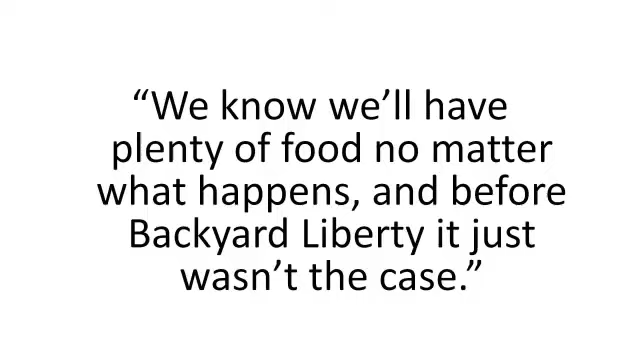 “We know we’ll have
plenty of food no matter
what happens, and before
Backyard Liberty it just
wasn’t the case.”